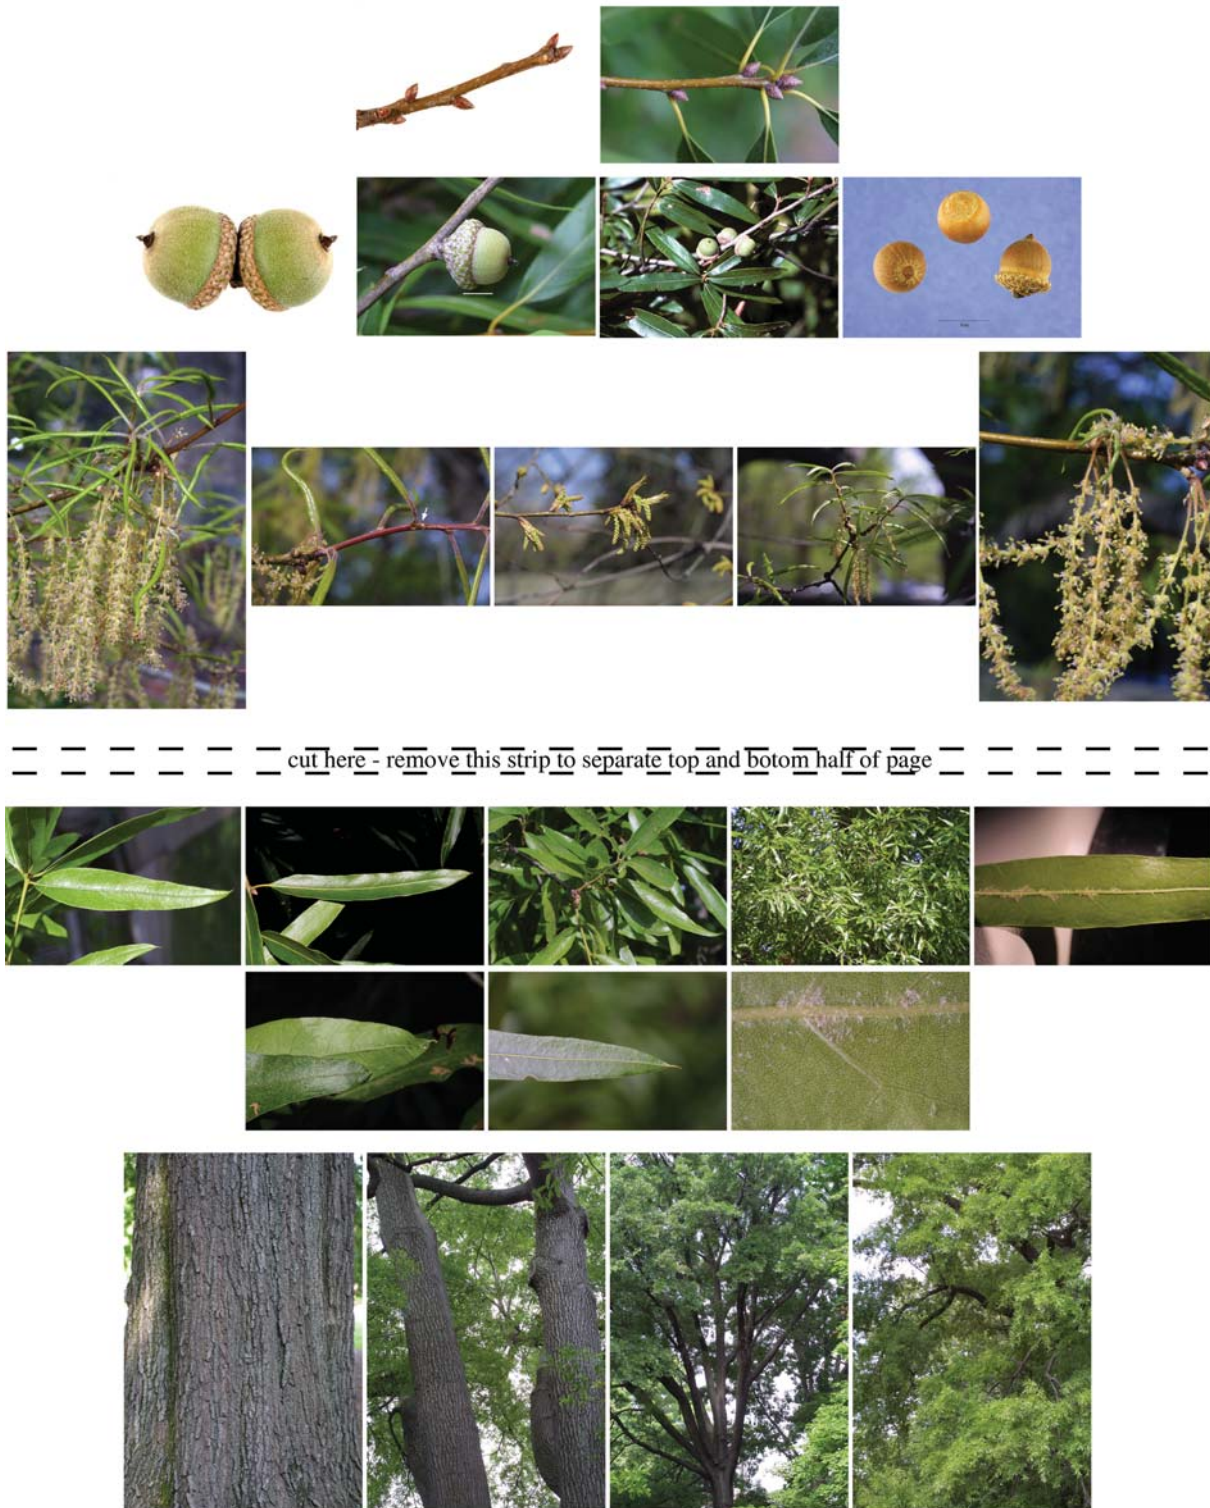 cut here - remove this strip to separate top and botom half of page